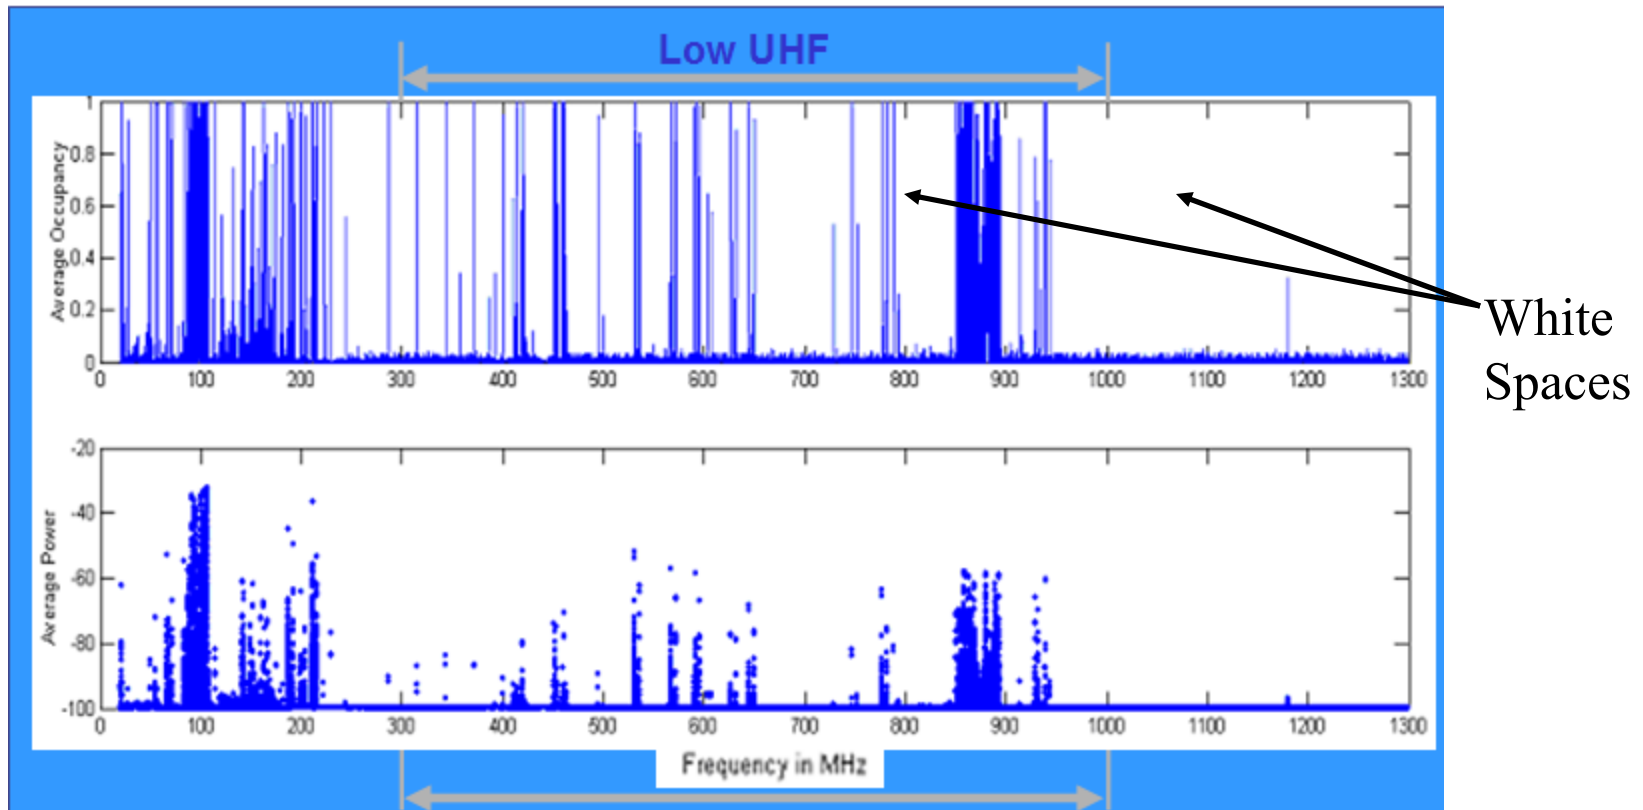 Low UHF
Average Occupancy
1
0.8
0.6
0.4
0.2
0
0 100 200 300 400 500 600 700 800 900 1000 1100 1200 1300
White
Spaces
Average Power
-20
-40
-60
-80
-100
0 100 200 300 400 500 600 700 800 900 1000 1100 1200 1300
Frequency in MHz